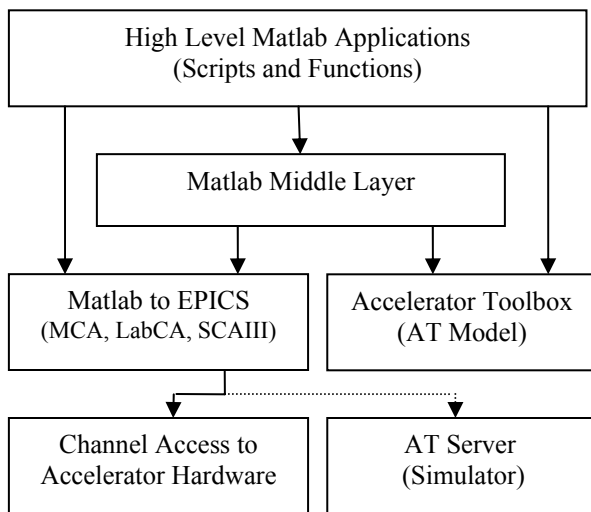 High Level Matlab Applications
(Scripts and Functions)
Matlab Middle Layer
Matlab to EPICS
(MCA, LabCA, SCAIII)
Accelerator Toolbox
(AT Model)
Channel Access to
Accelerator Hardware
AT Server
(Simulator)